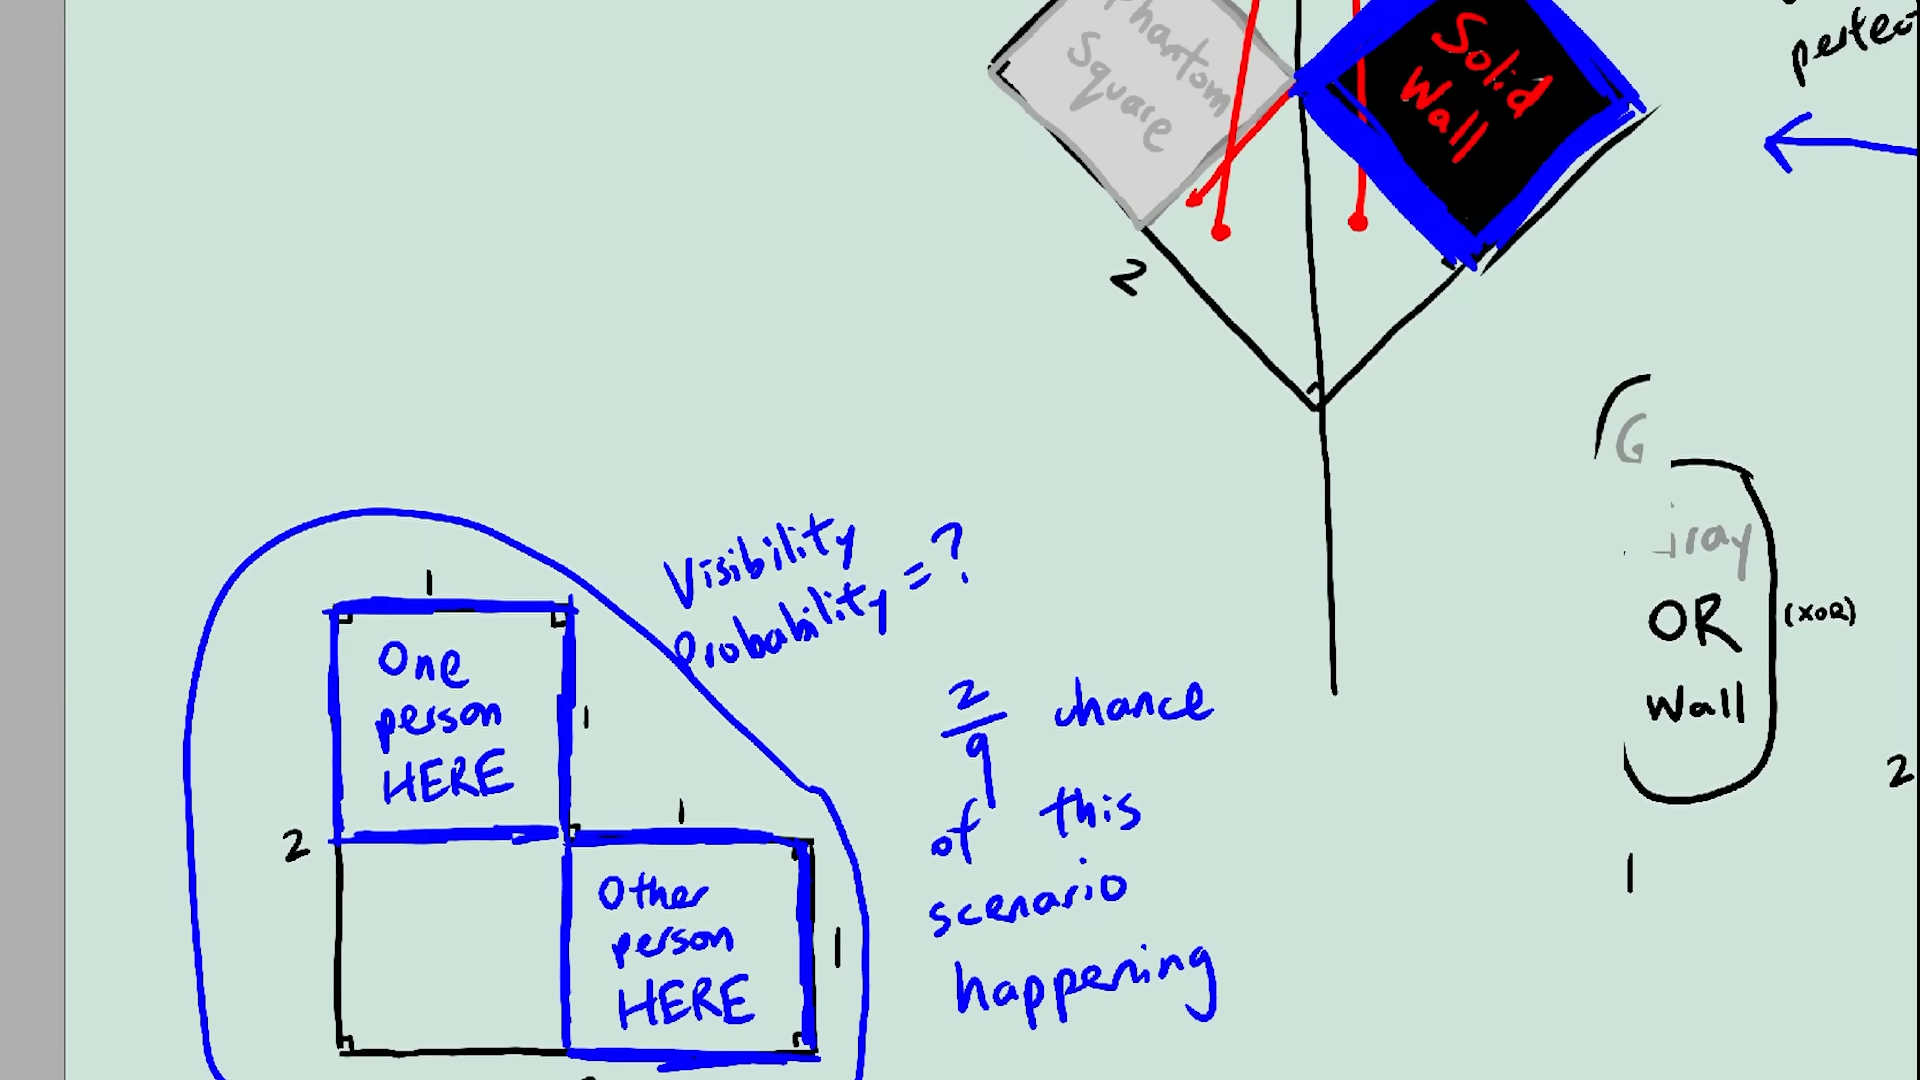 Phantom
Square
Solid
Wall
2
G
ray
OR
(XOR)
Wall
2
1
Visibility
Probability = ?
1
One
person
HERE
1
2
1
Other
person
HERE
1
2/9 chance
of this
scenario
happening